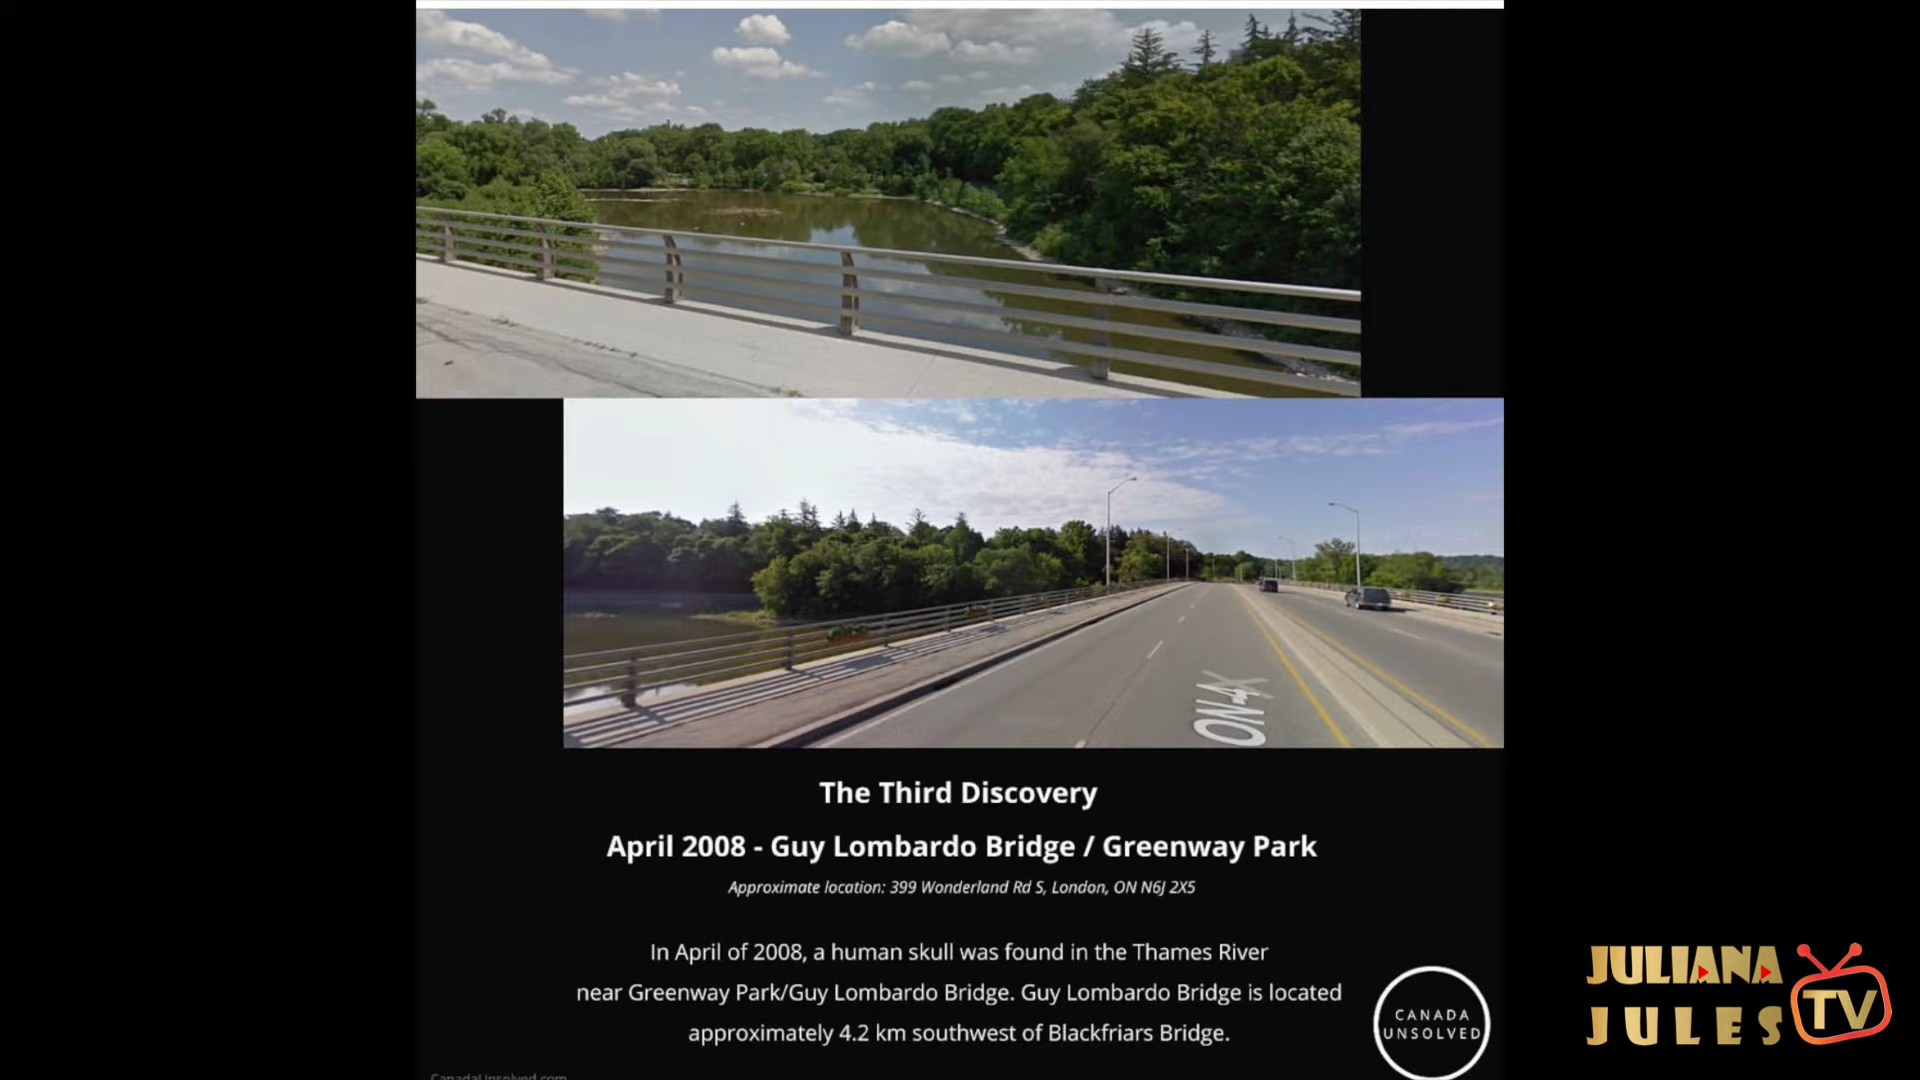 ON-4
The Third Discovery
April 2008 - Guy Lombardo Bridge / Greenway Park
Approximate location: 399 Wonderland Rd S, London, ON N6J 2X5
In April of 2008, a human skull was found in the Thames River
near Greenway Park/Guy Lombardo Bridge. Guy Lombardo Bridge is located
approximately 4.2 km southwest of Blackfriars Bridge.
CANADA
UNSOLVED
CanadaUnsolved.com
JULIANA
JULES
TV